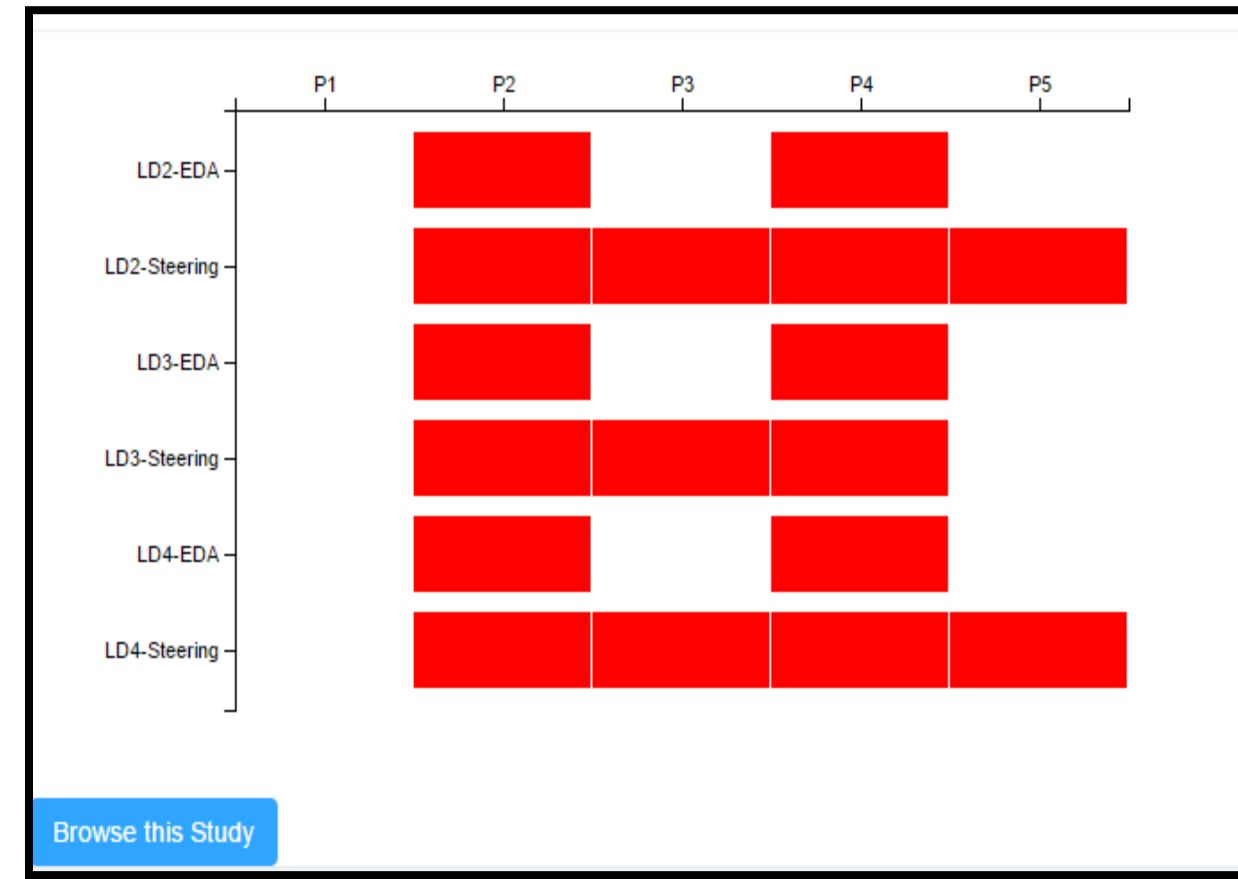 P1 P2 P3 P4 P5
LD2-EDA
LD2-Steering
LD3-EDA
LD3-Steering
LD4-EDA
LD4-Steering
Browse this Study